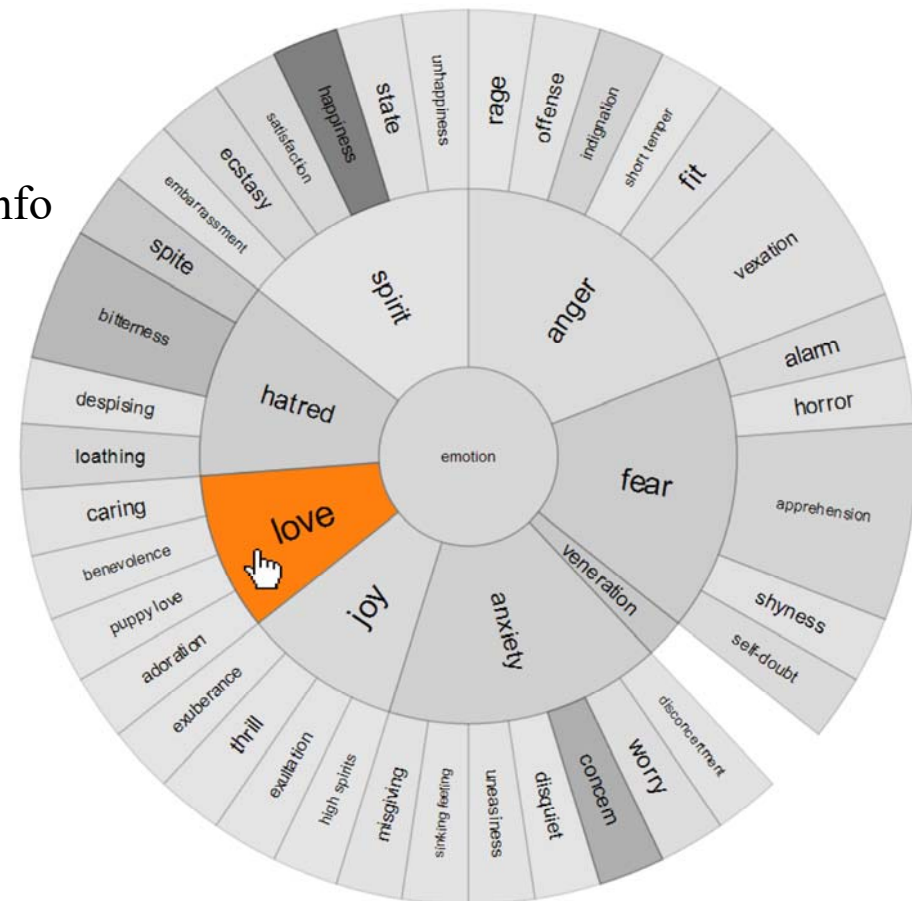 nfo
emotion
spirit
anger
fear
veneration
anxiety
joy
love
hatred
unhappiness
state
happiness
satisfaction
ecstasy
embarrassment
spite
bitterness
despising
loathing
caring
benevolence
puppy love
adoration
exuberance
thrill
exultation
high spirits
misgiving
sinking feeling
uneasiness
disquiet
concern
worry
disconcertment
self-doubt
shyness
apprehension
horror
alarm
vexation
fit
short temper
indignation
offense
rage